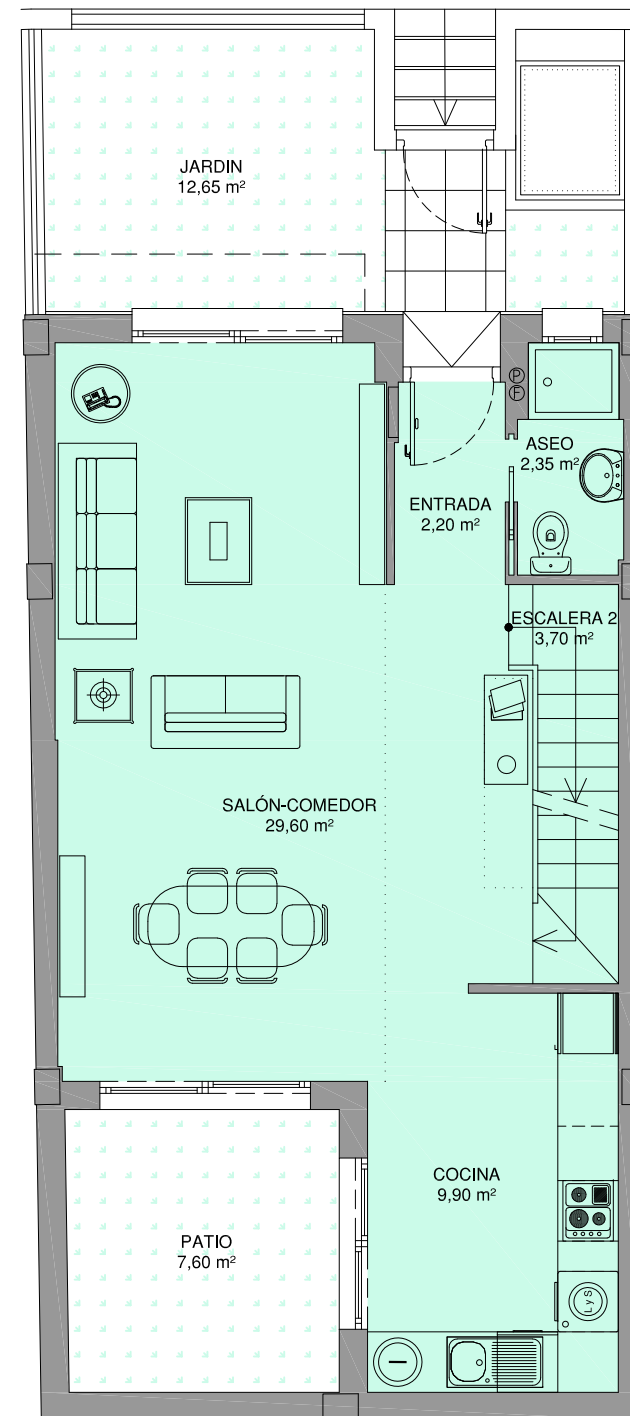 JARDIN
12,65 m²
P
F
ASEO
2,35 m²
ENTRADA
2,20 m²
ESCALERA 2
3,70 m²
SALÓN-COMEDOR
29,60 m²
COCINA
9,90 m²
PATIO
7,60 m²
LyS